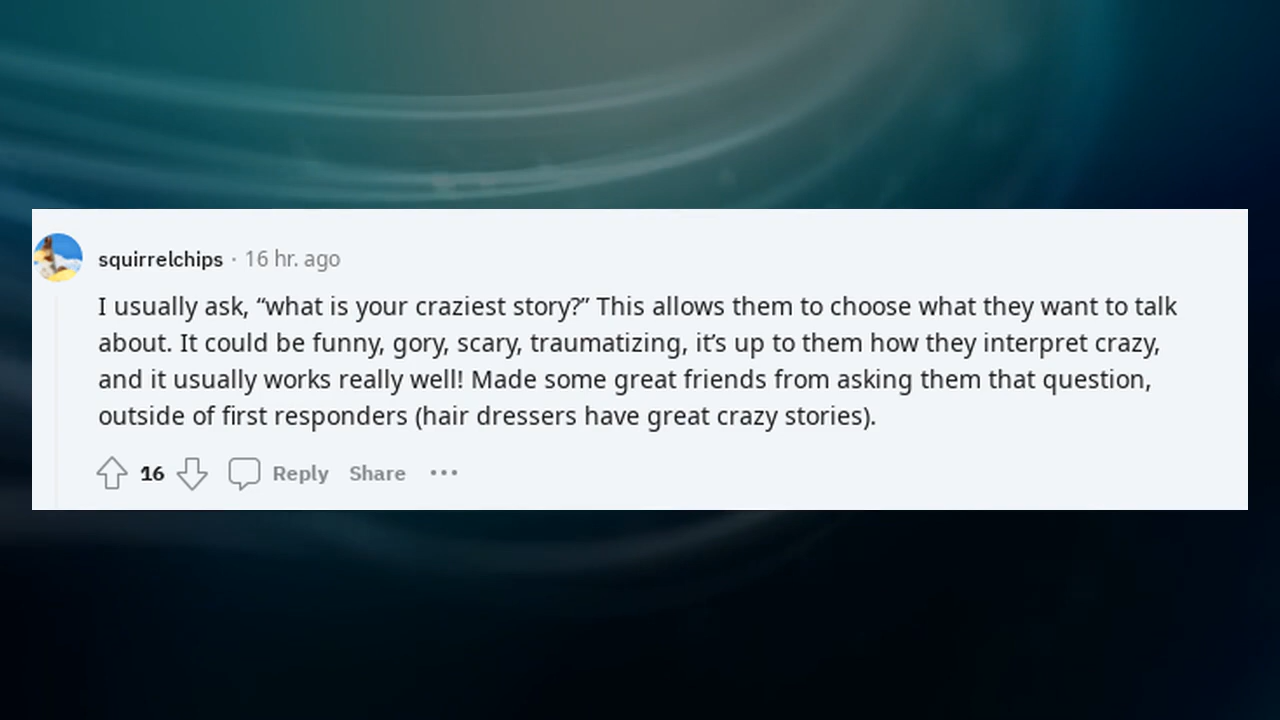 squirrelchips · 16 hr. ago
I usually ask, “what is your craziest story?” This allows them to choose what they want to talk
about. It could be funny, gory, scary, traumatizing, it’s up to them how they interpret crazy,
and it usually works really well! Made some great friends from asking them that question,
outside of first responders (hair dressers have great crazy stories).
16 Reply Share •••